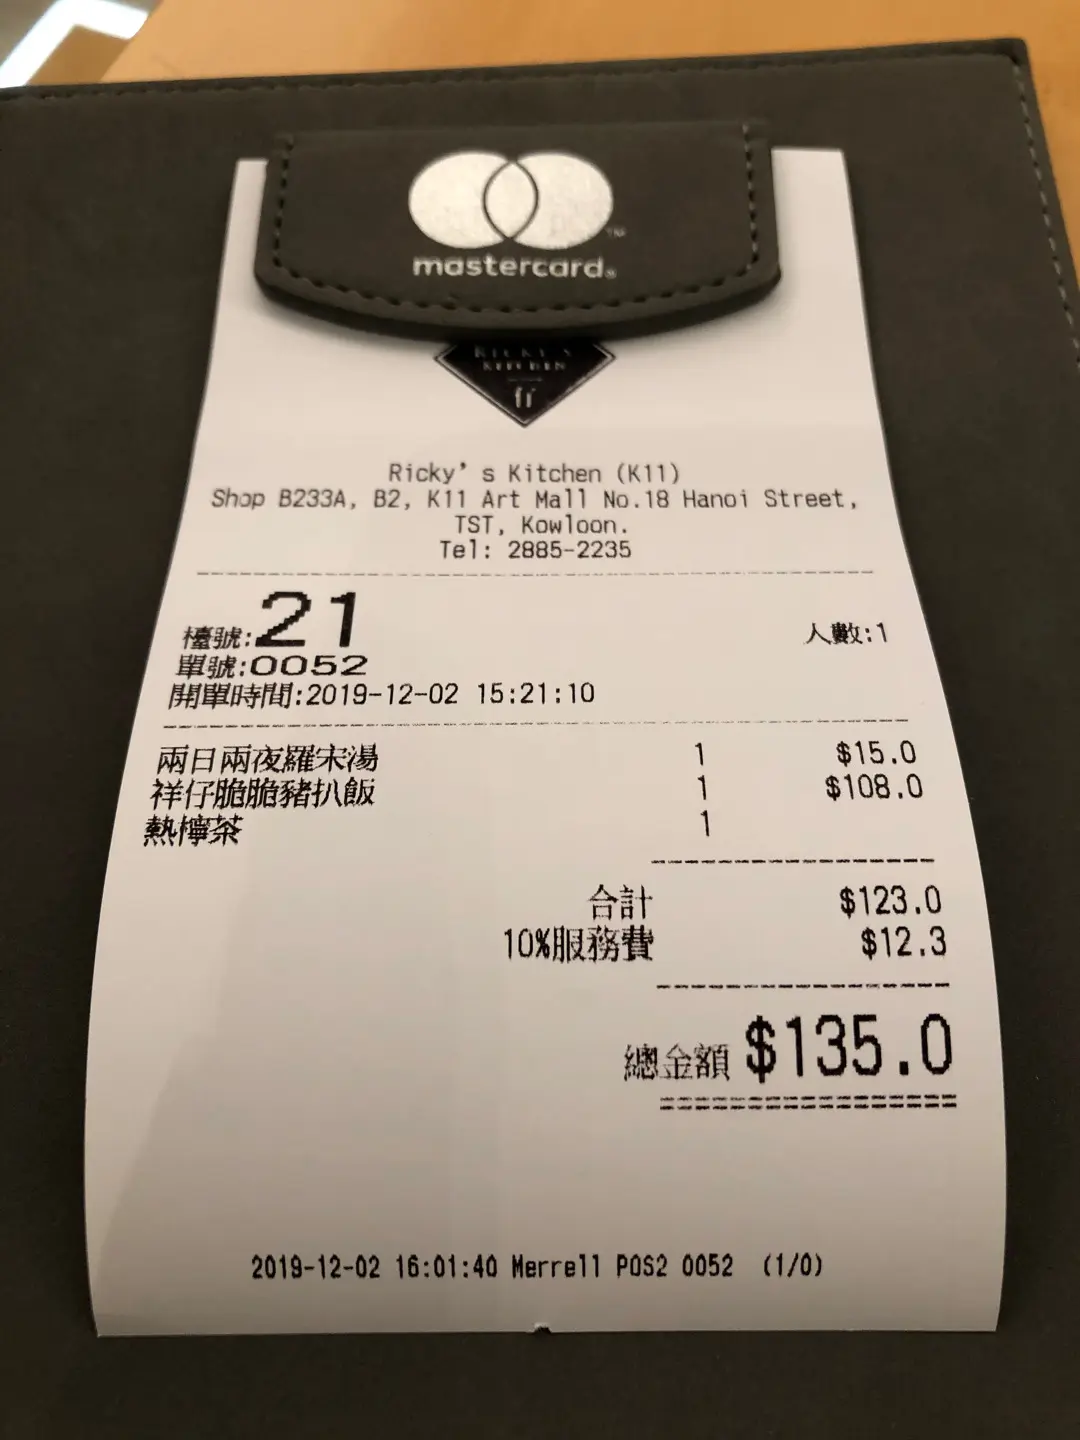 mastercard®
RICKY'S
KITCHEN
Ricky's Kitchen (K11)
Shop B233A, B2, K11 Art Mall No.18 Hanoi Street,
TST, Kowloon.
Tel: 2885-2235
檯號:21 人數:1
單號:0052
開單時間:2019-12-02 15:21:10
兩日兩夜羅宋湯 1 $15.0
祥仔脆脆豬扒飯 1 $108.0
熱檸茶 1
合計 $123.0
10%服務費 $12.3
總金額 $135.0
2019-12-02 16:01:40 Merrell POS2 0052 (1/0)